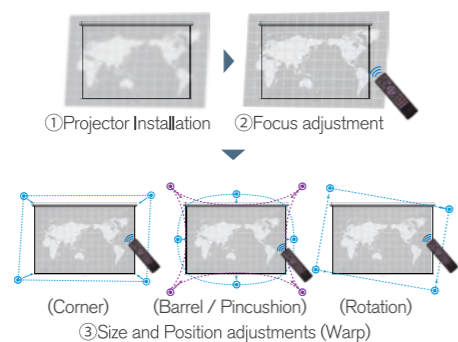 ①Projector Installation ②Focus adjustment
(Corner) (Barrel / Pincushion) (Rotation)
③Size and Position adjustments (Warp)